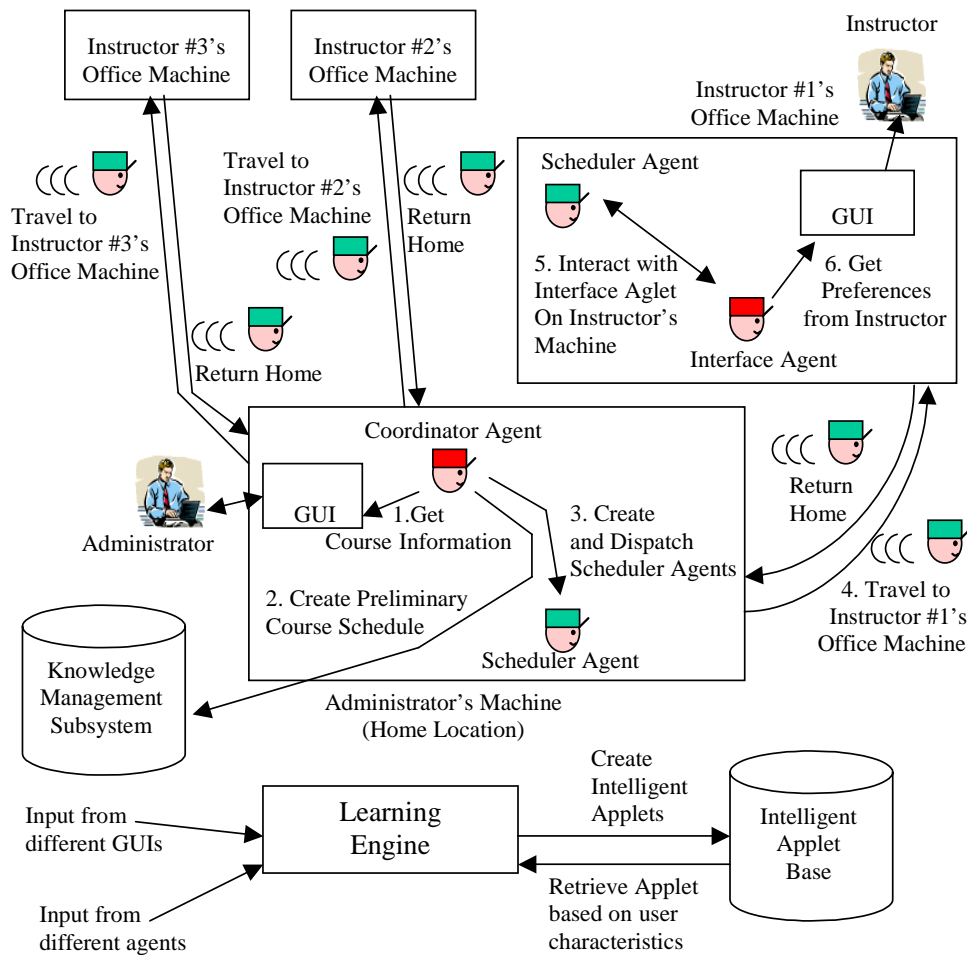 Instructor #3's
Office Machine
Instructor #2's
Office Machine
Instructor
Instructor #1's
Office Machine
Travel to
Instructor #3's
Office Machine
Travel to
Instructor #2's
Office Machine
Return
Home
Return Home
Scheduler Agent
GUI
5. Interact with
Interface Aglet
On Instructor's
Machine
6. Get
Preferences
from Instructor
Interface Agent
Coordinator Agent
GUI
Administrator
1.Get
Course Information
2. Create Preliminary
Course Schedule
3. Create
and Dispatch
Scheduler Agents
Scheduler Agent
Return
Home
4. Travel to
Instructor #1's
Office Machine
Knowledge
Management
Subsystem
Administrator's Machine
(Home Location)
Input from
different GUIs
Input from
different agents
Learning
Engine
Create
Intelligent
Applets
Retrieve Applet
based on user
characteristics
Intelligent
Applet
Base